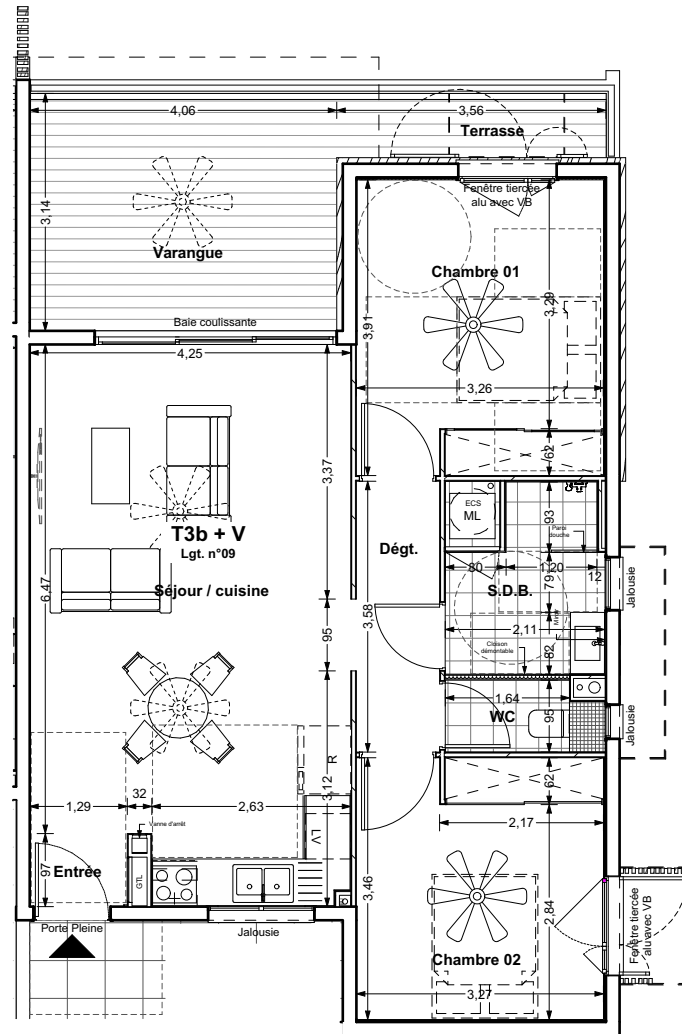 4,06
3,56
Terrasse
3,14
Fenêtre tiercée
alu avec VB
Varangue
Chambre 01
3,29
3,91
Baie coulissante
4,25
3,26
62
3,37
ECS
ML
93
Paroi
douche
T3b + V
Lgt. n°09
Dégt.
6,47
Séjour / cuisine
80
1,20
79
12
S.D.B.
Jalousie
3,58
95
2,11
82
Cloison
démontable
1,64
95
WC
Jalousie
R
3,12
62
1,29
32
2,63
2,17
Vanne d'arrêt
LV
97
Entrée
GTL
3,46
2,84
Porte Pleine
Jalousie
Fenêtre tiercée
alu avec VB
Chambre 02
3,27